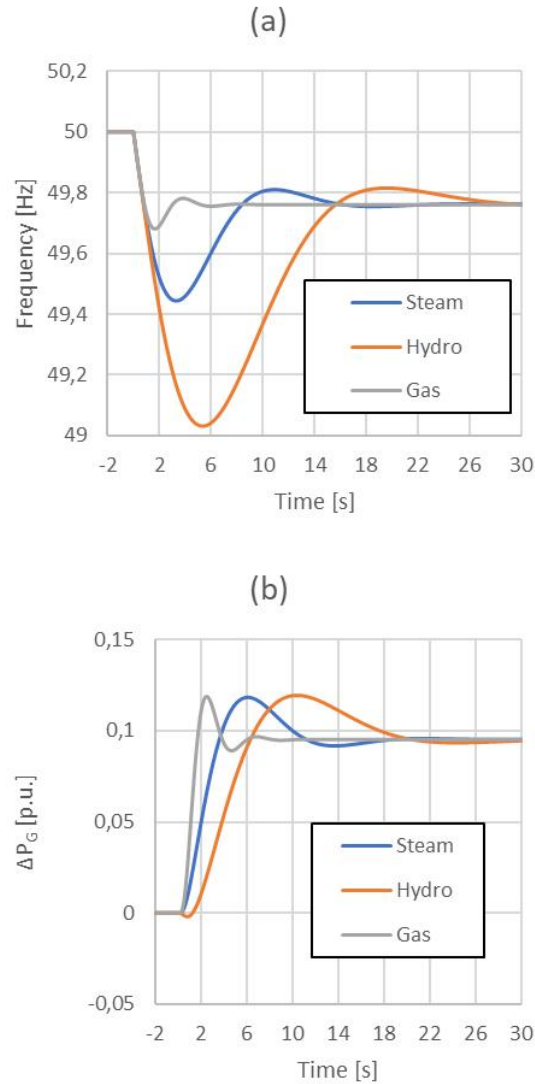 (a)
50,2
50
49,8
49,6
49,4
49,2
49
Frequency [Hz]
-2 2 6 10 14 18 22 26 30
Time [s]
Steam
Hydro
Gas
(b)
0,15
0,1
0,05
0
-0,05
ΔP_G [p.u.]
-2 2 6 10 14 18 22 26 30
Time [s]
Steam
Hydro
Gas